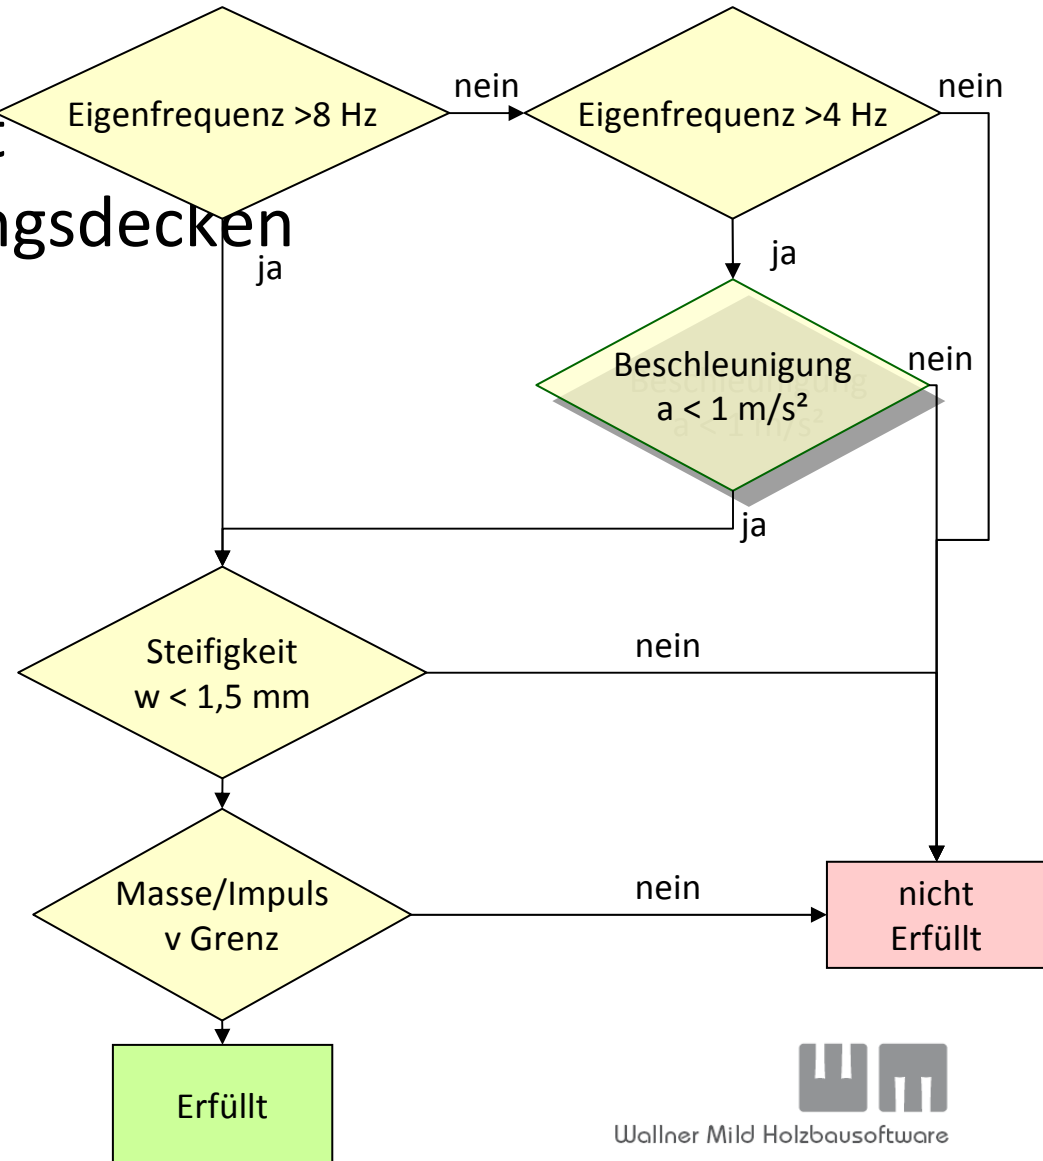 Eigenfrequenz >8 Hz
nein
Eigenfrequenz >4 Hz
nein
ngsdecken
ja
ja
Beschleunigung
a < 1 m/s²
nein
ja
Steifigkeit
w < 1,5 mm
nein
Masse/Impuls
v Grenz
nein
nicht
Erfüllt
Erfüllt
Wallner Mild Holzbausoftware